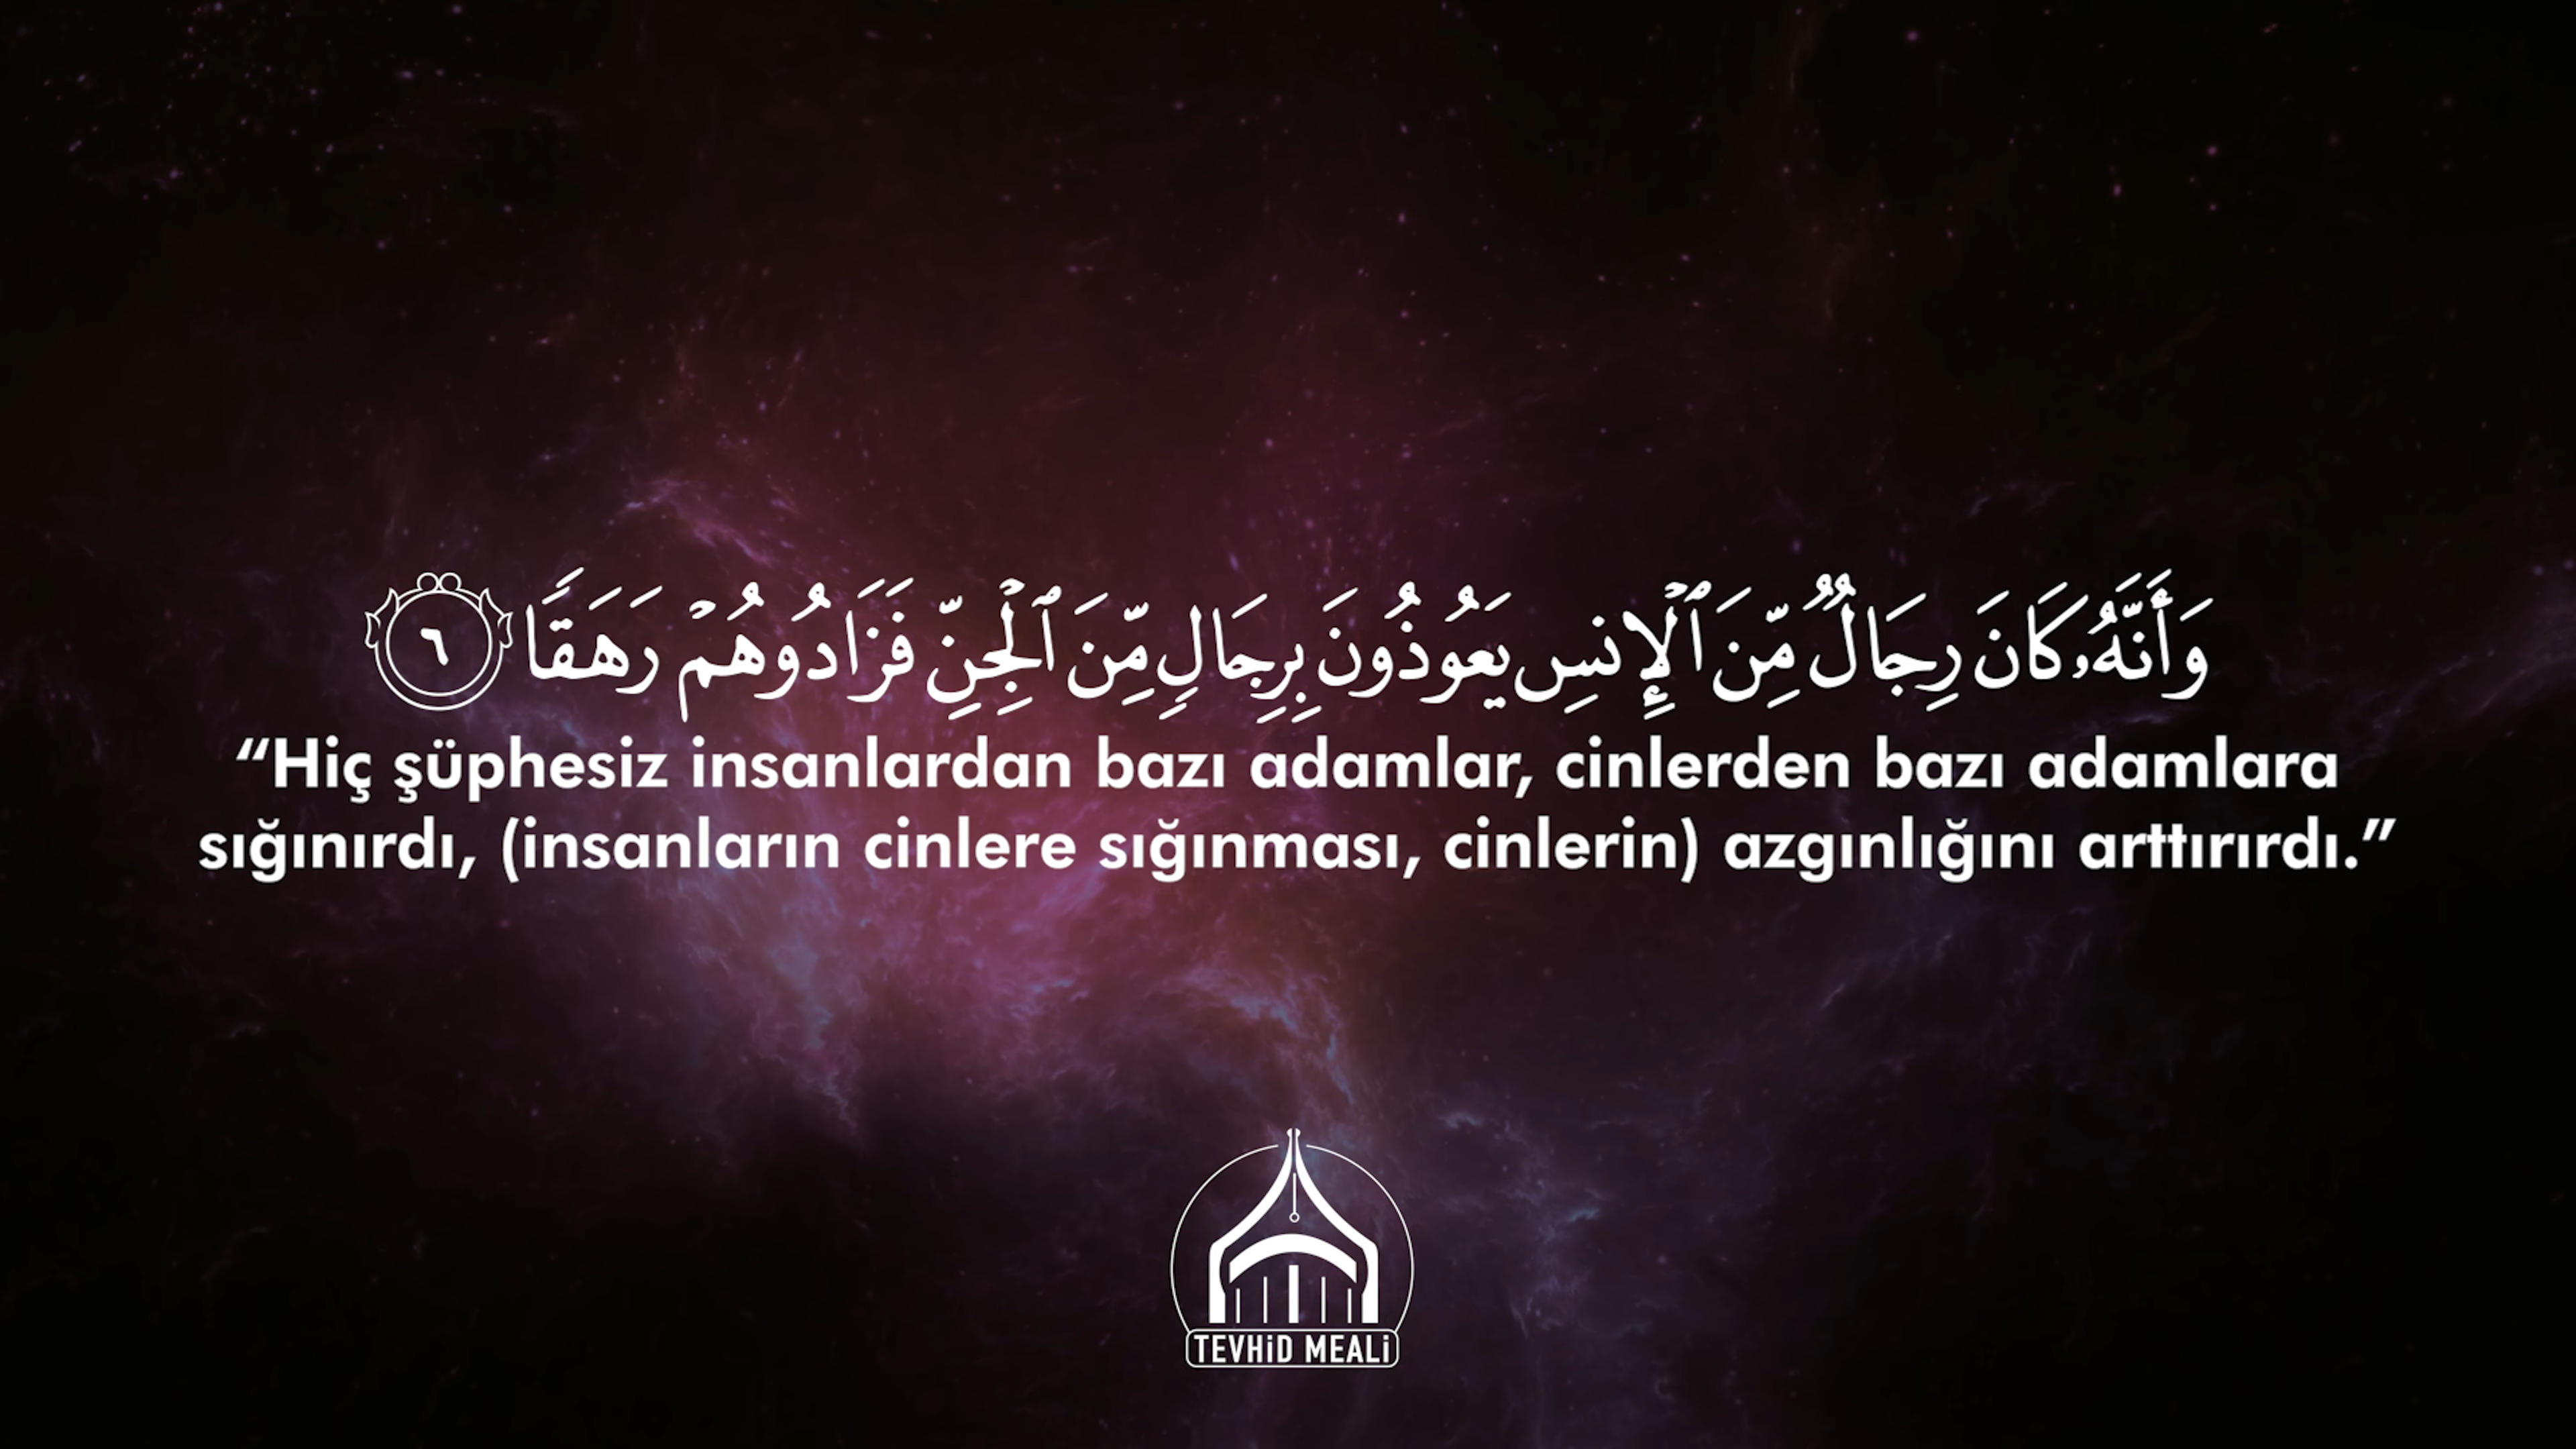 وَأَنَّهُۥ كَانَ رِجَالٌ مِّنَ ٱلْإِنسِ يَعُوذُونَ بِرِجَالٍ مِّنَ ٱلْجِنِّ فَزَادُوهُمْ رَهَقًا ٦
“Hiç şüphesiz insanlardan bazı adamlar, cinlerden bazı adamlara
sığınırdı, (insanların cinlere sığınması, cinlerin) azgınlığını arttırırdı.”
TEVHiD MEALi